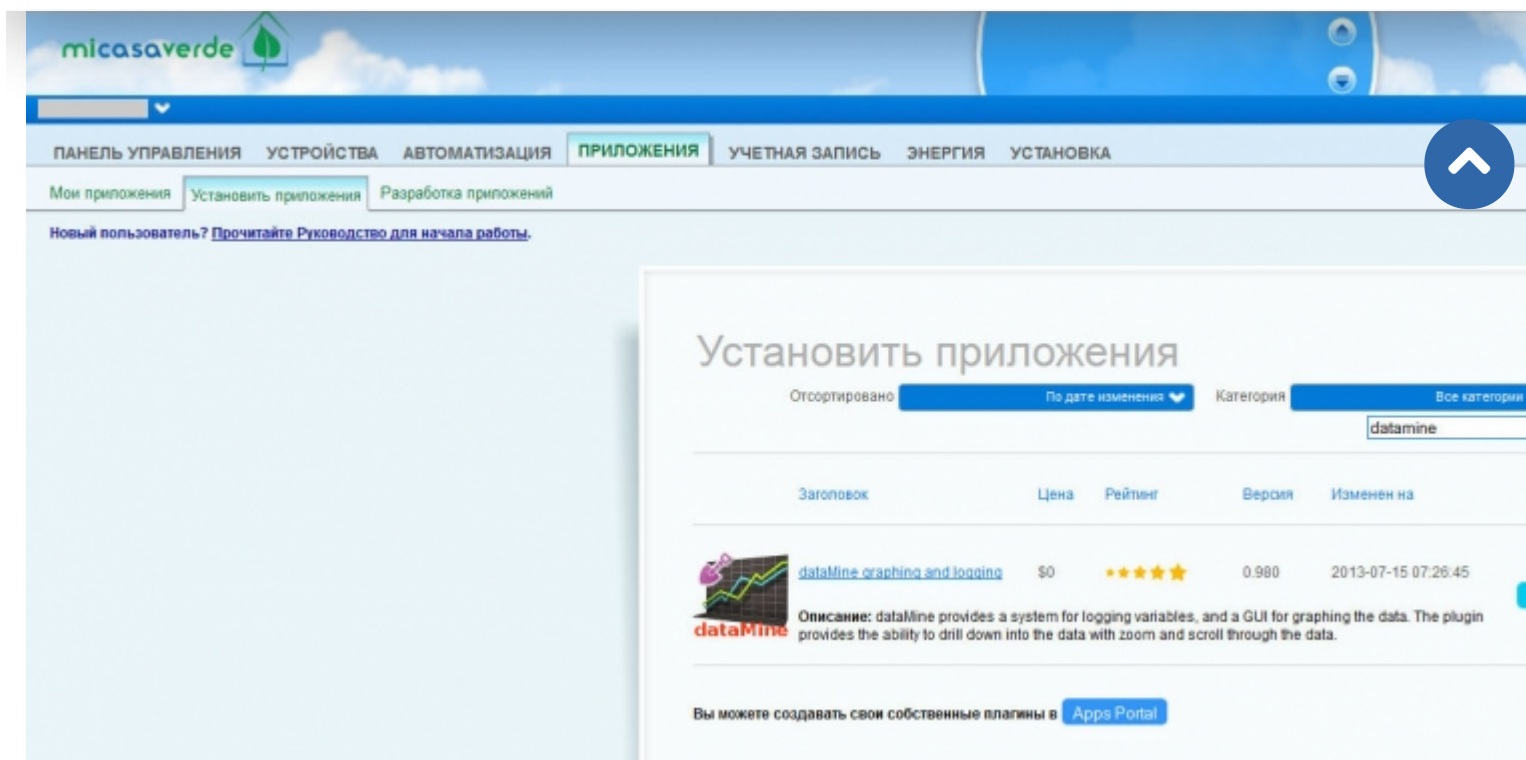 micasaverde
ПАНЕЛЬ УПРАВЛЕНИЯ УСТРОЙСТВА АВТОМАТИЗАЦИЯ ПРИЛОЖЕНИЯ УЧЕТНАЯ ЗАПИСЬ ЭНЕРГИЯ УСТАНОВКА
Мои приложения Установить приложения Разработка приложений
Новый пользователь? Прочитайте Руководство для начала работы.
Установить приложения
Отсортировано По дате изменения Категория Все категории
datamine
Заголовок Цена Рейтинг Версия Изменен на
dataMine graphing and logging $0 0.980 2013-07-15 07:26:45
Описание: dataMine provides a system for logging variables, and a GUI for graphing the data. The plugin
dataMine provides the ability to drill down into the data with zoom and scroll through the data.
Вы можете создавать свои собственные плагины в Apps Portal